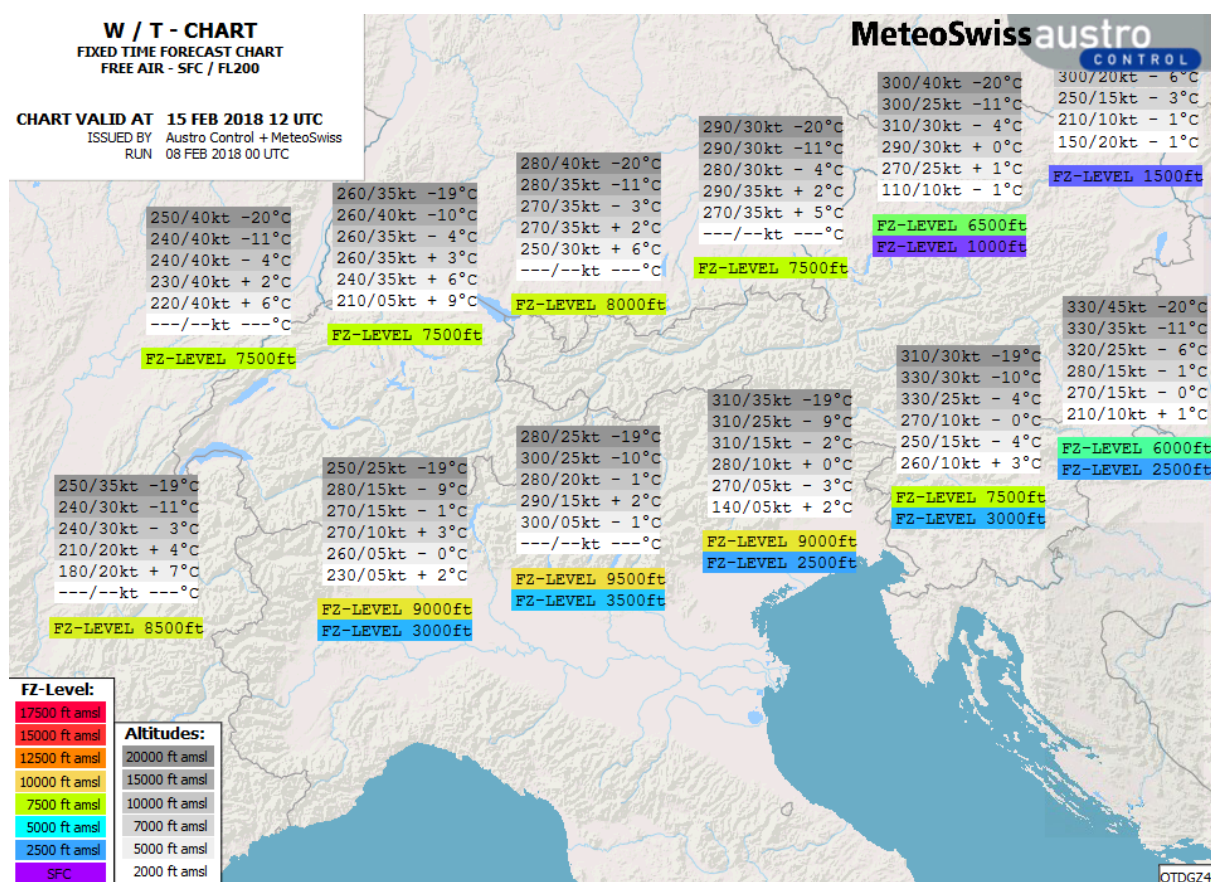 W / T - CHART
FIXED TIME FORECAST CHART
FREE AIR - SFC / FL200
CHART VALID AT 15 FEB 2018 12 UTC
ISSUED BY Austro Control + MeteoSwiss
RUN 08 FEB 2018 00 UTC
MeteoSwiss
austro
CONTROL
250/40kt -20°C
240/40kt -11°C
240/40kt - 4°C
230/40kt + 2°C
220/40kt + 6°C
---/--kt ---°C
FZ-LEVEL 7500ft
260/35kt -19°C
260/40kt -10°C
260/35kt - 4°C
260/35kt + 3°C
240/35kt + 6°C
210/05kt + 9°C
FZ-LEVEL 7500ft
280/40kt -20°C
280/35kt -11°C
270/35kt - 3°C
270/35kt + 2°C
250/30kt + 6°C
---/--kt ---°C
FZ-LEVEL 8000ft
290/30kt -20°C
290/30kt -11°C
280/30kt - 4°C
290/35kt + 2°C
270/35kt + 5°C
---/--kt ---°C
FZ-LEVEL 7500ft
300/40kt -20°C
300/25kt -11°C
310/30kt - 4°C
290/30kt + 0°C
270/25kt + 1°C
110/10kt - 1°C
FZ-LEVEL 6500ft
FZ-LEVEL 1000ft
300/20kt - 6°C
250/15kt - 3°C
210/10kt - 1°C
150/20kt - 1°C
FZ-LEVEL 1500ft
250/35kt -19°C
240/30kt -11°C
240/30kt - 3°C
210/20kt + 4°C
180/20kt + 7°C
---/--kt ---°C
FZ-LEVEL 8500ft
250/25kt -19°C
280/15kt - 9°C
270/15kt - 1°C
270/10kt + 3°C
260/05kt - 0°C
230/05kt + 2°C
FZ-LEVEL 9000ft
FZ-LEVEL 3000ft
280/25kt -19°C
300/25kt -10°C
280/20kt - 1°C
290/15kt + 2°C
300/05kt - 1°C
---/--kt ---°C
FZ-LEVEL 9500ft
FZ-LEVEL 3500ft
310/35kt -19°C
310/25kt - 9°C
310/15kt - 2°C
280/10kt + 0°C
270/05kt - 3°C
140/05kt + 2°C
FZ-LEVEL 9000ft
FZ-LEVEL 2500ft
310/30kt -19°C
330/30kt -10°C
330/25kt - 4°C
270/10kt - 0°C
250/15kt - 4°C
260/10kt + 3°C
FZ-LEVEL 7500ft
FZ-LEVEL 3000ft
330/45kt -20°C
330/35kt -11°C
320/25kt - 6°C
280/15kt - 1°C
270/15kt - 0°C
210/10kt + 1°C
FZ-LEVEL 6000ft
FZ-LEVEL 2500ft
FZ-Level:
17500 ft amsl
15000 ft amsl
12500 ft amsl
10000 ft amsl
7500 ft amsl
5000 ft amsl
2500 ft amsl
SFC
Altitudes:
20000 ft amsl
15000 ft amsl
10000 ft amsl
7000 ft amsl
5000 ft amsl
2000 ft amsl
OTDGZ4